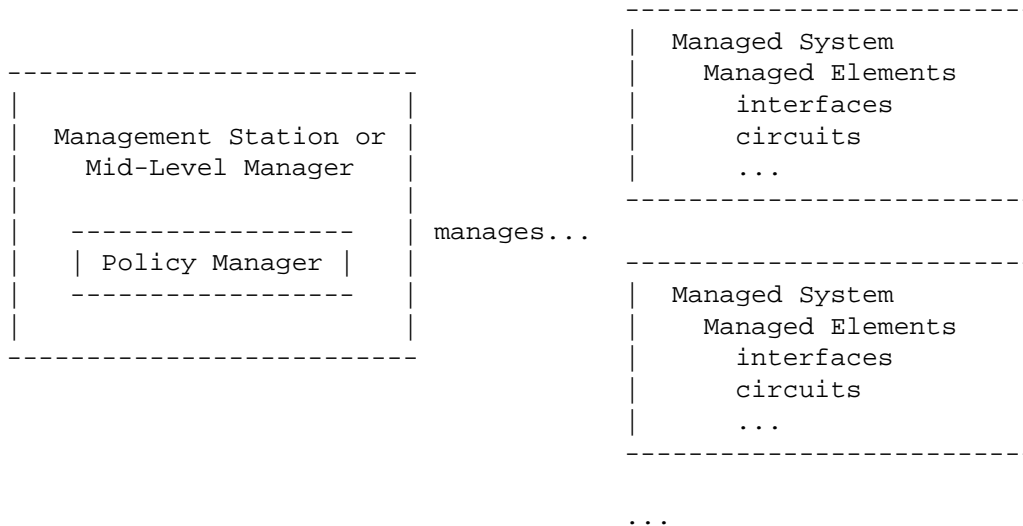 Management Station or
Mid-Level Manager
Policy Manager
manages...
Managed System
Managed Elements
interfaces
circuits
...
Managed System
Managed Elements
interfaces
circuits
...
...